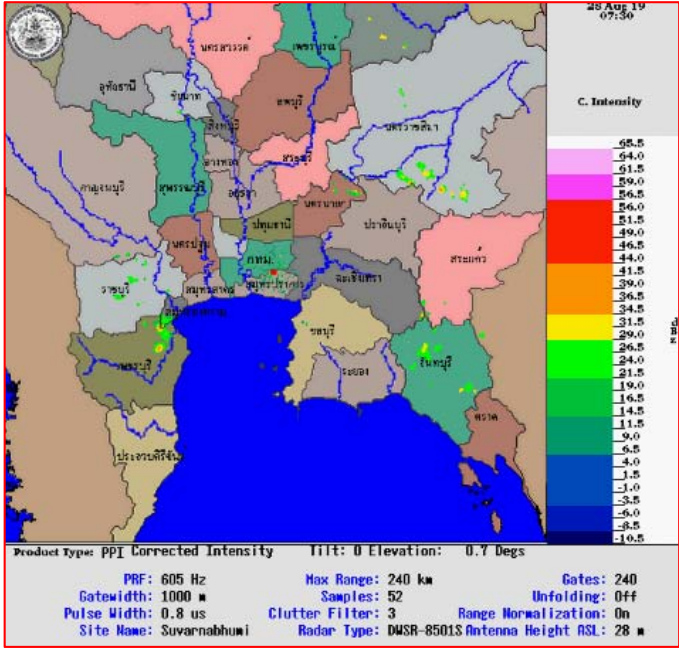 28 Aug 19
07:30
C. Intensity
นครสวรรค์
เพชรบูรณ์
อุทัยธานี
ชัยนาท
ลพบุรี
สิงห์บุรี
นครราชสีมา
อ่างทอง
สระบุรี
กาญจนบุรี
สุพรรณบุรี
อยุธยา
นครนายก
ปราจีนบุรี
ปทุมธานี
นครปฐม
กทม.
สระแก้ว
ฉะเชิงเทรา
ราชบุรี
สมุทรสาคร
สมุทรปราการ
สมุทรสงคราม
ชลบุรี
เพชรบุรี
ระยอง
จันทบุรี
ตราด
ประจวบคีรีขันธ์
65.5
64.0
61.5
59.0
56.5
56.0
51.5
49.0
46.5
44.0
41.5
39.0
36.5
34.0
31.5
29.0
26.5
24.0
21.5
19.0
16.5
14.5
11.5
9.0
6.5
4.0
1.5
-1.0
-3.5
-6.0
-8.5
-10.5
Product Type: PPI Corrected Intensity Tilt: 0 Elevation: 0.7 Degs
PRF: 605 Hz Max Range: 240 km Gates: 240
Gatewidth: 1000 m Samples: 52 Unfolding: Off
Pulse Width: 0.8 us Clutter Filter: 3 Range Normalization: On
Site Name: Suvarnabhumi Radar Type: DWSR-8501S Antenna Height ASL: 28 m